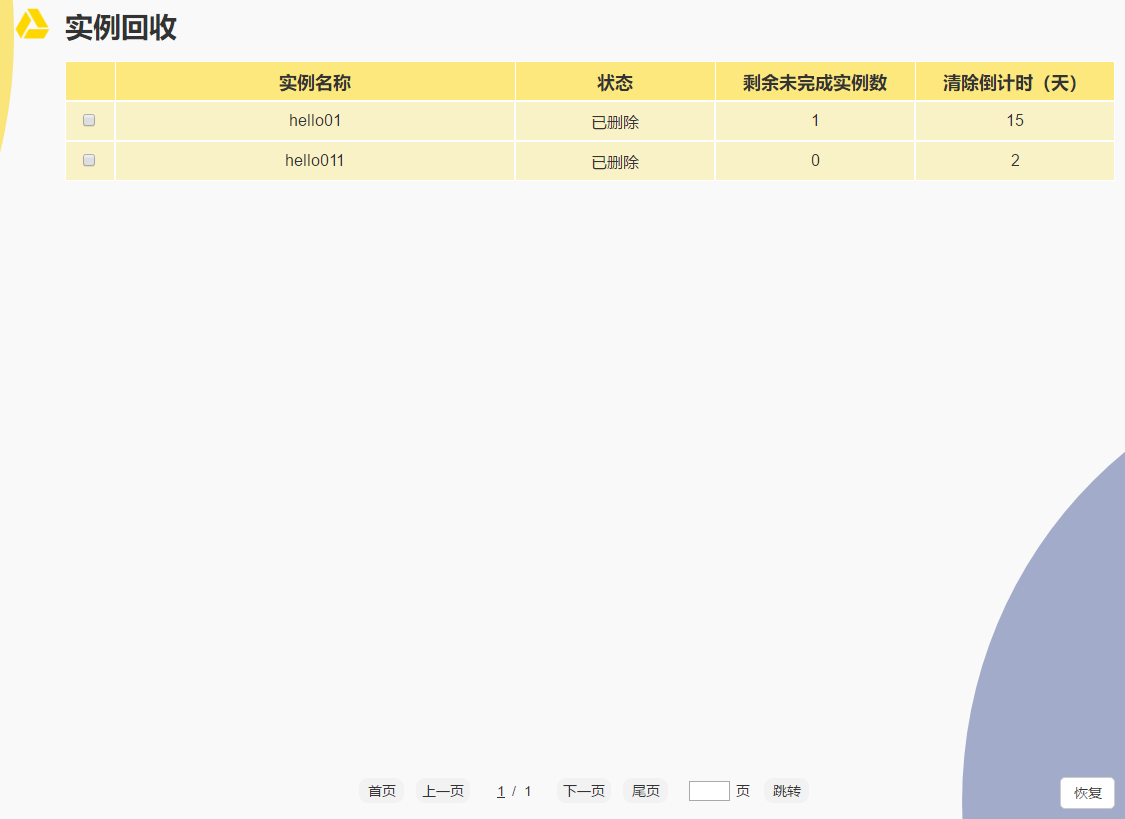 实例回收
实例名称 状态 剩余未完成实例数 清除倒计时（天）
hello01 已删除 1 15
hello011 已删除 0 2
首页 上一页 1 / 1 下一页 尾页 页 跳转
恢复